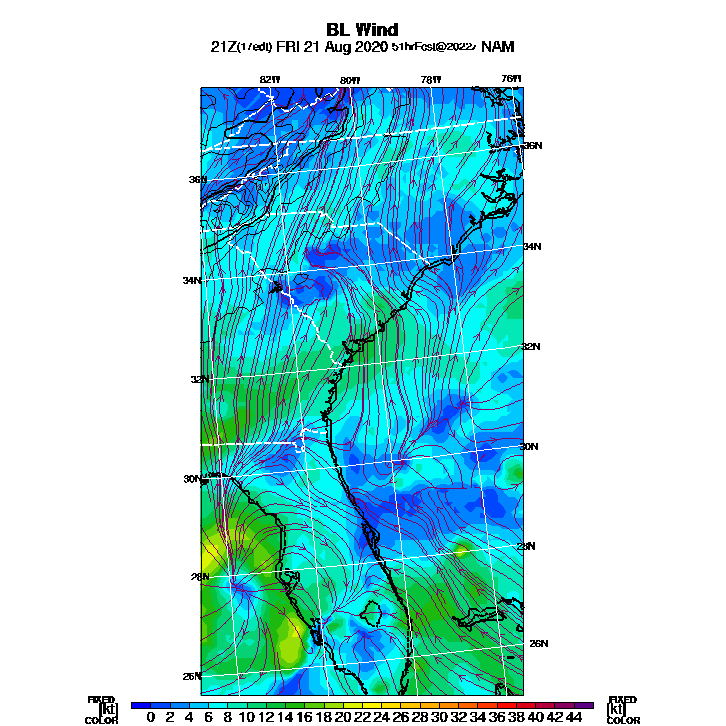 BL Wind
21Z(17edt) FRI 21 Aug 2020 51hrFcst@2022z NAM
82W 80W 78W 76W
36N
36N
34N
34N
32N
32N
30N
30N
28N
28N
26N
26N
FIXED FIXED
[kt] 0 2 4 6 8 10 12 14 16 18 20 22 24 26 28 30 32 34 36 38 40 42 44 [kt]
COLOR COLOR